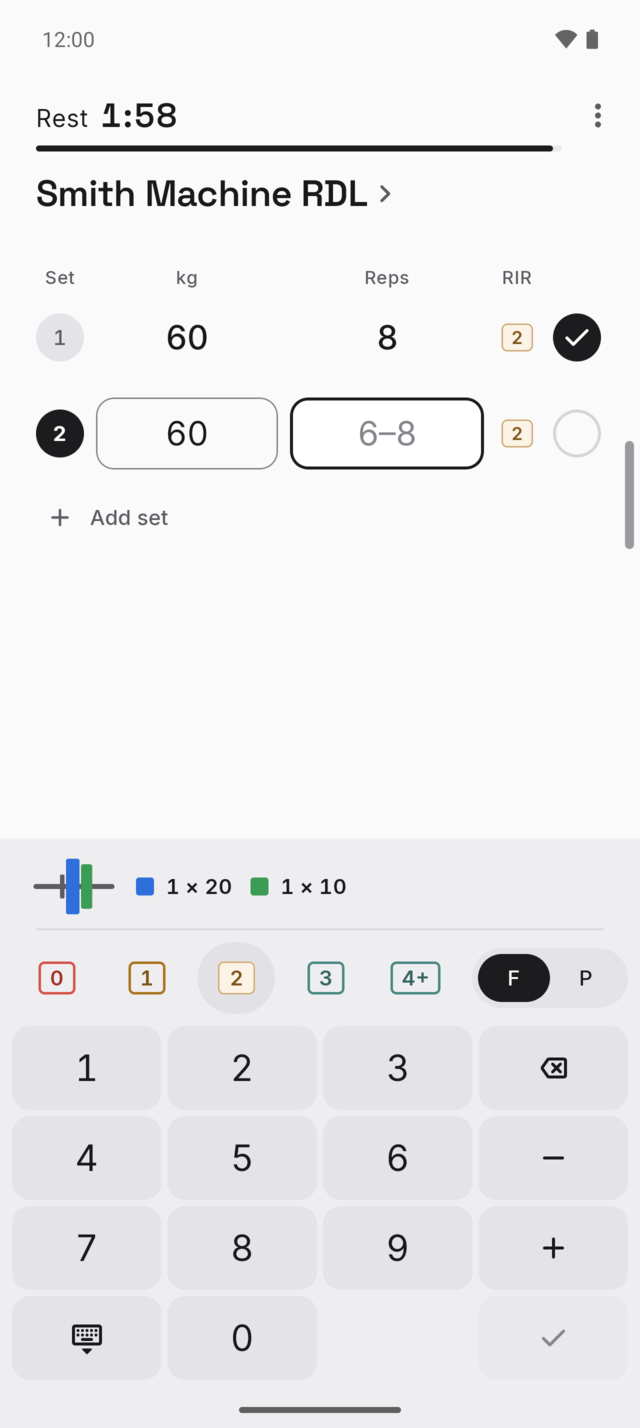 12:00
Rest 1:58
Smith Machine RDL
Set kg Reps RIR
1 60 8 2
2 60 6–8 2
+ Add set
1 × 20 1 × 10
0 1 2 3 4+ F P
1 2 3
4 5 6 −
7 8 9 +
0